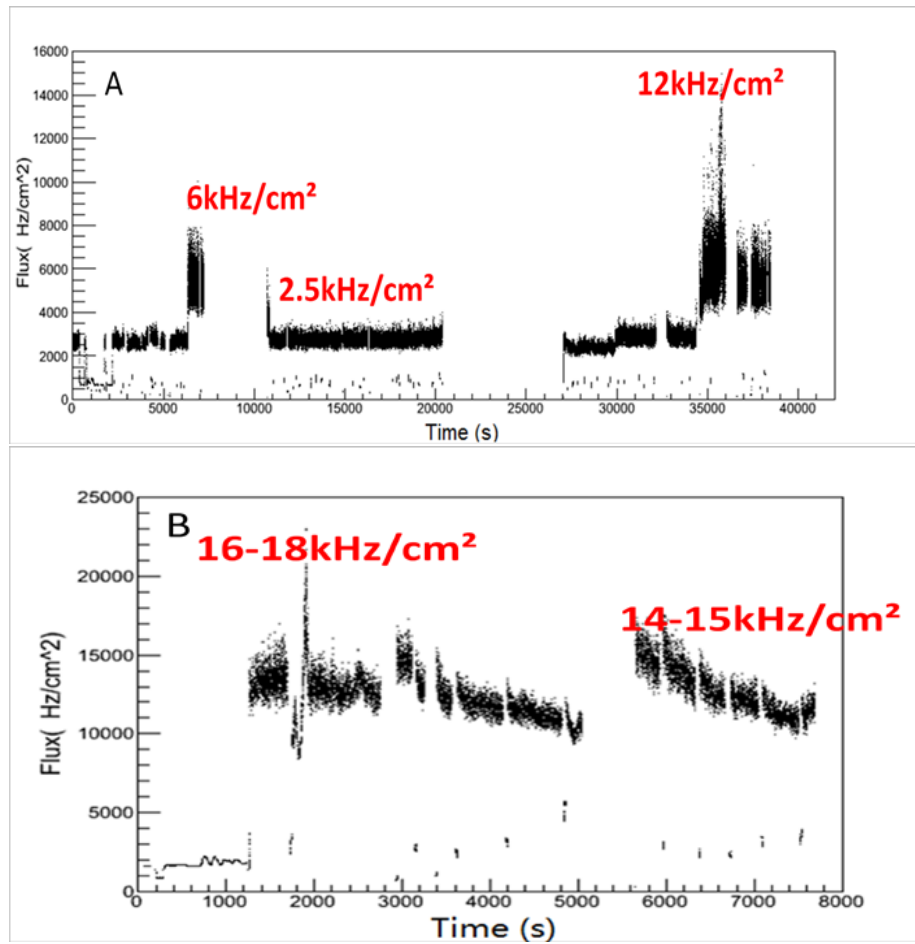 16000
A
12kHz/cm²
14000
12000
10000
6kHz/cm²
8000
Flux( Hz/cm^2)
6000
2.5kHz/cm²
4000
2000
0
0 5000 10000 15000 20000 25000 30000 35000 40000
Time (s)
25000
B
16-18kHz/cm²
20000
14-15kHz/cm²
15000
Flux( Hz/cm^2)
10000
5000
0
0 1000 2000 3000 4000 5000 6000 7000 8000
Time (s)